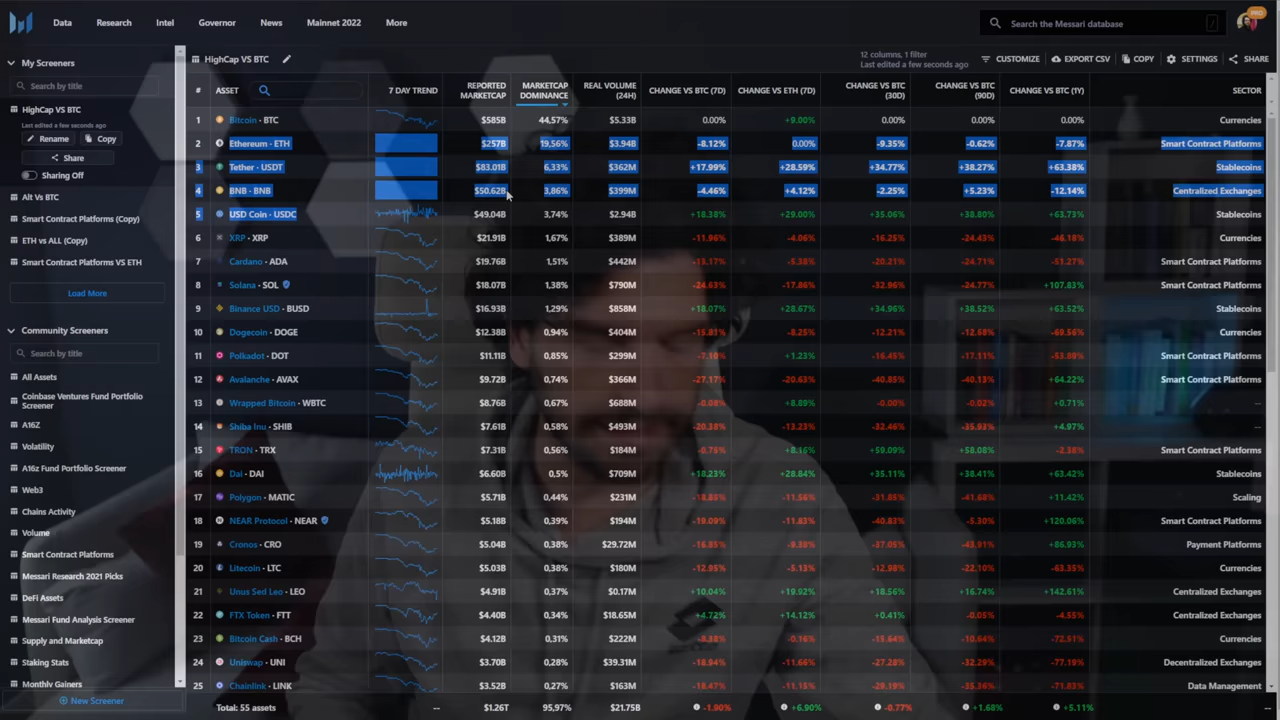 Data Research Intel Governor News Mainnet 2022 More
Search the Messari database /
PRO
My Screeners
Search by title
HighCap VS BTC
Last edited a few seconds ago
Rename Copy
Share
Sharing Off
Alt Vs BTC
Smart Contract Platforms (Copy)
ETH vs ALL (Copy)
Smart Contract Platforms VS ETH
Load More
Community Screeners
Search by title
All Assets
Coinbase Ventures Fund Portfolio
Screener
A16Z
Volatility
A16z Fund Portfolio Screener
Web3
Chains Activity
Volume
Smart Contract Platforms
Messari Research 2021 Picks
DeFi Assets
Messari Fund Analysis Screener
Supply and Marketcap
Staking Stats
Monthly Gainers
New Screener
HighCap VS BTC
12 columns, 1 filter
Last edited a few seconds ago
CUSTOMIZE EXPORT CSV COPY SETTINGS SHARE
# ASSET 7 DAY TREND REPORTED MARKETCAP MARKETCAP DOMINANCE REAL VOLUME (24H) CHANGE VS BTC (7D) CHANGE VS ETH (7D) CHANGE VS BTC (30D) CHANGE VS BTC (90D) CHANGE VS BTC (1Y) SECTOR
1 Bitcoin · BTC $585B 44,57% $5.33B 0.00% +9.00% 0.00% 0.00% 0.00% Currencies
2 Ethereum · ETH $257B 19,56% $3.94B -8.12% 0.00% -9.35% -0.62% -7.87% Smart Contract Platforms
3 Tether · USDT $83.01B 6,33% $362M +17.99% +28.59% +34.77% +38.27% +63.38% Stablecoins
4 BNB · BNB $50.62B 3,86% $399M -4.46% +4.12% -2.25% +5.23% -12.14% Centralized Exchanges
5 USD Coin · USDC $49.04B 3,74% $2.94B +18.38% +29.00% +35.06% +38.80% +63.73% Stablecoins
6 XRP · XRP $21.91B 1,67% $389M -11.96% -4.06% -16.25% -24.43% -46.18% Currencies
7 Cardano · ADA $19.76B 1,51% $442M -13.17% -5.38% -20.21% -24.71% -51.27% Smart Contract Platforms
8 Solana · SOL $18.07B 1,38% $790M -24.63% -17.86% -32.96% -24.77% +107.83% Smart Contract Platforms
9 Binance USD · BUSD $16.93B 1,29% $858M +18.07% +28.67% +34.96% +38.52% +63.52% Stablecoins
10 Dogecoin · DOGE $12.38B 0,94% $404M -15.81% -8.25% -12.21% -12.68% -69.56% Currencies
11 Polkadot · DOT $11.11B 0,85% $299M +1.23% -16.45% -17.11% -53.69% Smart Contract Platforms
12 Avalanche · AVAX $9.72B 0,74% $366M -27.17% -20.63% -40.85% -40.13% +64.22% Smart Contract Platforms
13 Wrapped Bitcoin · WBTC $8.76B 0,67% $688M -0.08% +8.89% -0.00% -0.02% +0.71% --
14 Shiba Inu · SHIB $7.61B 0,58% $493M -20.38% -13.23% -32.46% -35.93% +4.97% --
15 TRON · TRX $7.31B 0,56% $184M -0.76% +8.16% +59.09% +58.08% -2.36% Smart Contract Platforms
16 Dai · DAI $6.60B 0,5% $709M +18.23% +28.84% +35.11% +38.41% +63.42% Stablecoins
17 Polygon · MATIC $5.71B 0,44% $231M -18.83% -11.56% -31.85% -41.68% +11.42% Scaling
18 NEAR Protocol · NEAR $5.18B 0,39% $194M -19.09% -11.83% -40.83% -5.30% +120.06% Smart Contract Platforms
19 Cronos · CRO $5.04B 0,38% $29.72M -16.85% -9.38% -37.05% -43.91% +86.93% Payment Platforms
20 Litecoin · LTC $5.03B 0,38% $180M -12.96% -5.13% -12.98% -22.10% -63.35% Currencies
21 Unus Sed Leo · LEO $4.91B 0,37% $0.17M +10.04% +19.92% +18.56% +16.74% +142.61% Centralized Exchanges
22 FTX Token · FTT $4.40B 0,34% $18.65M +4.72% +14.12% +0.41% -0.05% -4.55% Centralized Exchanges
23 Bitcoin Cash · BCH $4.12B 0,31% $222M -0.16% -10.64% -72.51% Currencies
24 Uniswap · UNI $3.70B 0,28% $39.31M -18.94% -11.66% -27.28% -32.29% -77.19% Decentralized Exchanges
25 Chainlink · LINK $3.52B 0,27% $163M -18.47% -11.15% -29.19% -35.36% -71.83% Data Management
Total: 55 assets -- $1.26T 95,97% $21.75B -1.90% +6.90% -0.77% +1.68% +5.11% --